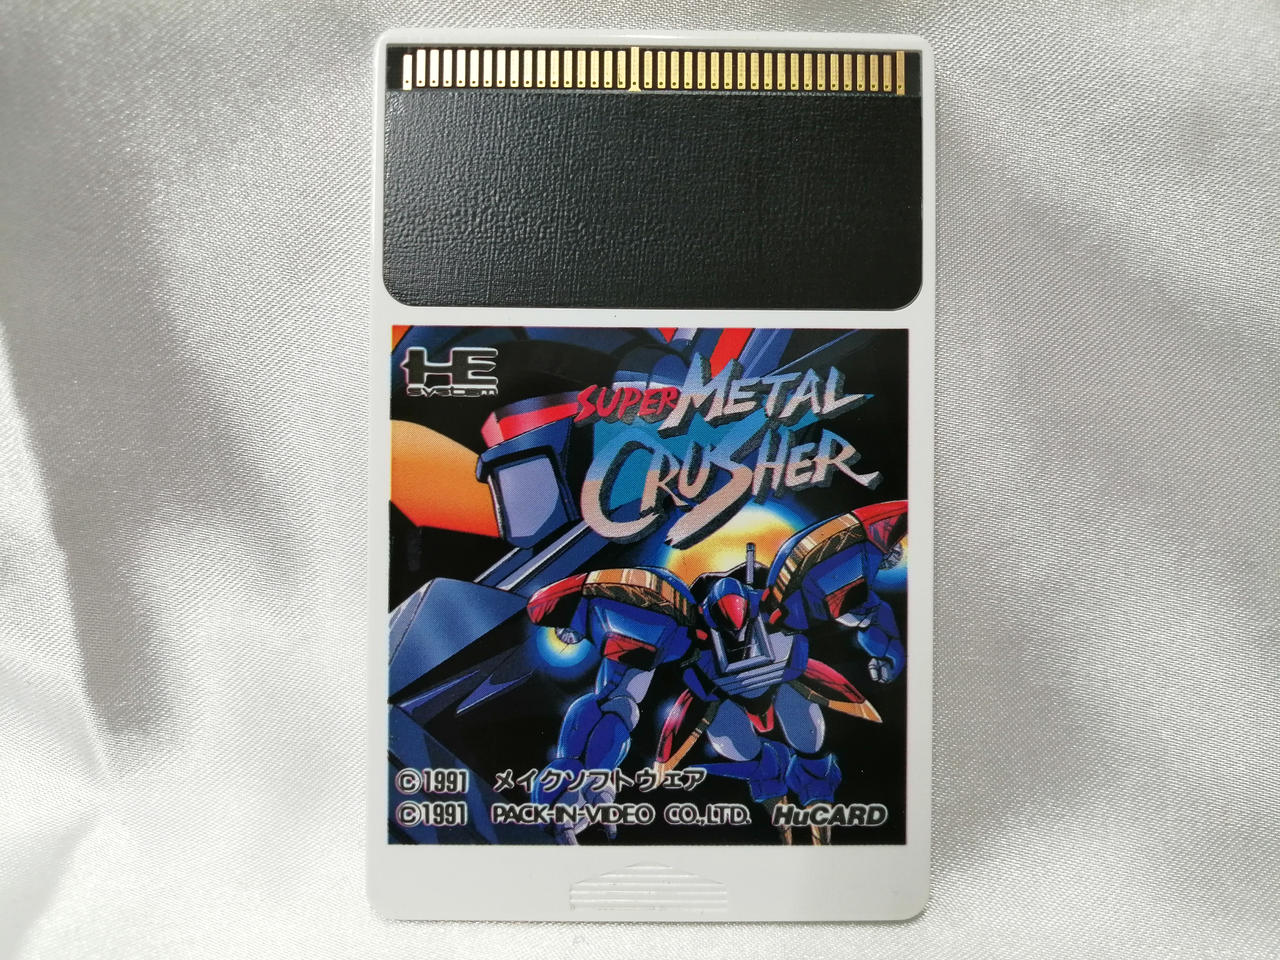 HE
SYSTEM
SUPER METAL
CRUSHER
©1991 メイクソフトウェア
©1991 PACK-IN-VIDEO CO.,LTD. HuCARD